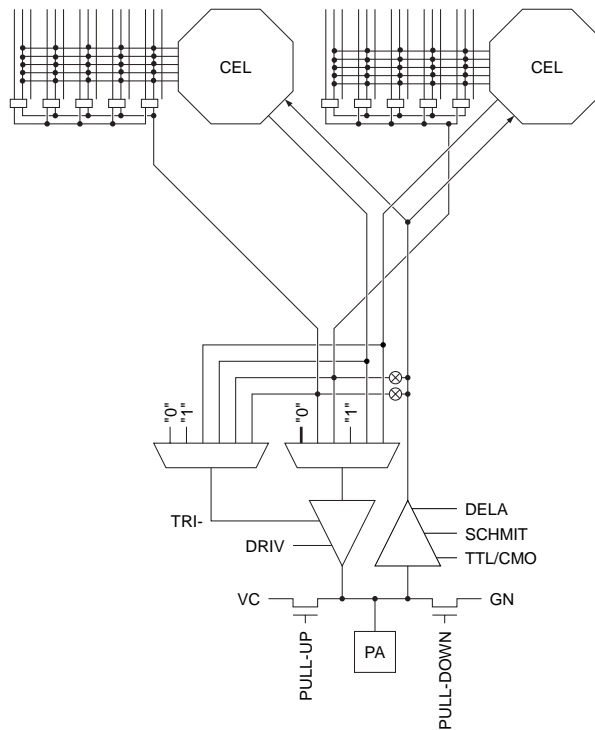 CEL
CEL
"0"
"1"
"0"
"1"
DELA
TRI-
SCHMIT
DRIV
TTL/CMO
VC
GN
PULL-UP
PA
PULL-DOWN